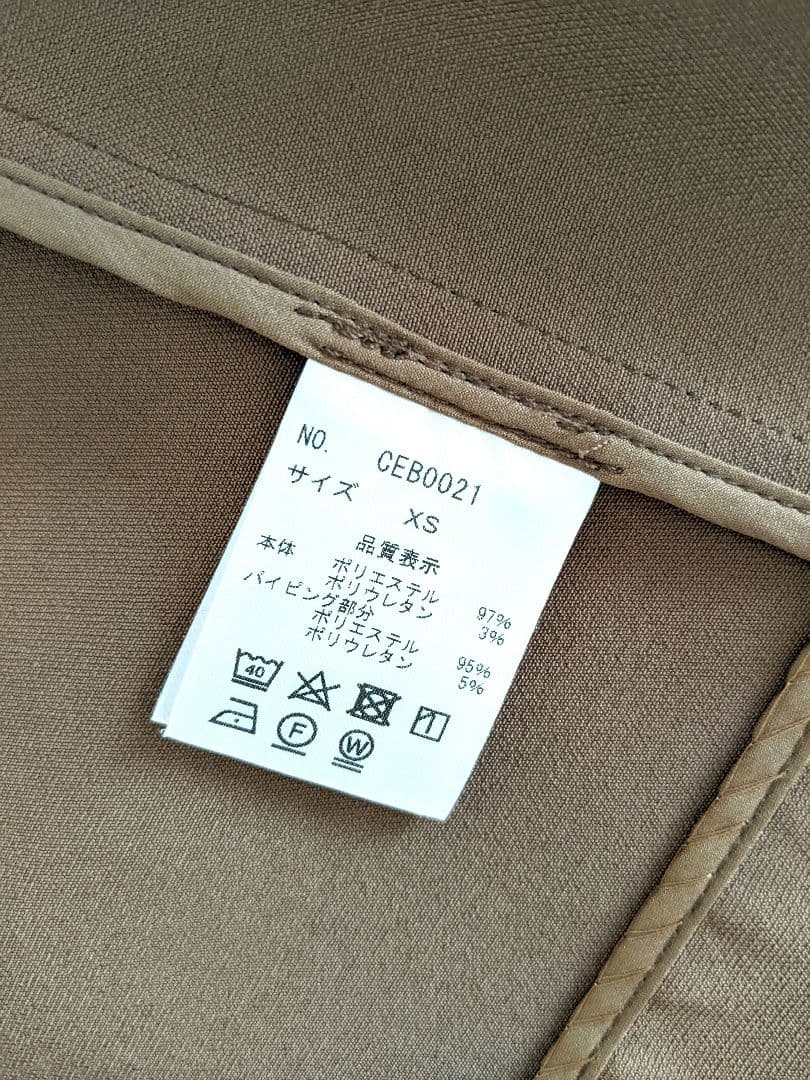 NO. CEB0021
サイズ XS
品質表示
本体 ポリエステル 97%
ポリウレタン 3%
パイピング部分
ポリエステル 95%
ポリウレタン 5%
40
F W